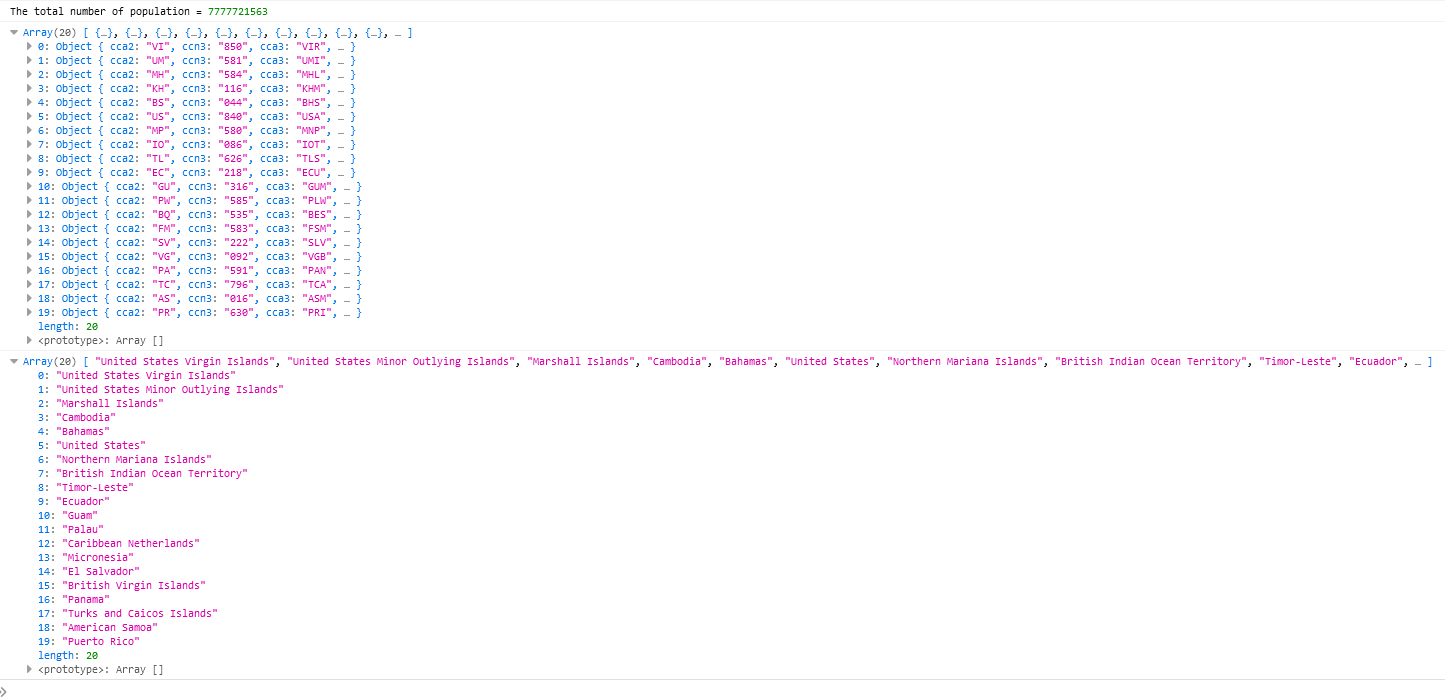 The total number of population = 7777721563
Array(20) [ {…}, {…}, {…}, {…}, {…}, {…}, {…}, {…}, {…}, {…}, … ]
0: Object { cca2: "VI", ccn3: "850", cca3: "VIR", … }
1: Object { cca2: "UM", ccn3: "581", cca3: "UMI", … }
2: Object { cca2: "MH", ccn3: "584", cca3: "MHL", … }
3: Object { cca2: "KH", ccn3: "116", cca3: "KHM", … }
4: Object { cca2: "BS", ccn3: "044", cca3: "BHS", … }
5: Object { cca2: "US", ccn3: "840", cca3: "USA", … }
6: Object { cca2: "MP", ccn3: "580", cca3: "MNP", … }
7: Object { cca2: "IO", ccn3: "086", cca3: "IOT", … }
8: Object { cca2: "TL", ccn3: "626", cca3: "TLS", … }
9: Object { cca2: "EC", ccn3: "218", cca3: "ECU", … }
10: Object { cca2: "GU", ccn3: "316", cca3: "GUM", … }
11: Object { cca2: "PW", ccn3: "585", cca3: "PLW", … }
12: Object { cca2: "BQ", ccn3: "535", cca3: "BES", … }
13: Object { cca2: "FM", ccn3: "583", cca3: "FSM", … }
14: Object { cca2: "SV", ccn3: "222", cca3: "SLV", … }
15: Object { cca2: "VG", ccn3: "092", cca3: "VGB", … }
16: Object { cca2: "PA", ccn3: "591", cca3: "PAN", … }
17: Object { cca2: "TC", ccn3: "796", cca3: "TCA", … }
18: Object { cca2: "AS", ccn3: "016", cca3: "ASM", … }
19: Object { cca2: "PR", ccn3: "630", cca3: "PRI", … }
length: 20
<prototype>: Array []
Array(20) [ "United States Virgin Islands", "United States Minor Outlying Islands", "Marshall Islands", "Cambodia", "Bahamas", "United States", "Northern Mariana Islands", "British Indian Ocean Territory", "Timor-Leste", "Ecuador", … ]
0: "United States Virgin Islands"
1: "United States Minor Outlying Islands"
2: "Marshall Islands"
3: "Cambodia"
4: "Bahamas"
5: "United States"
6: "Northern Mariana Islands"
7: "British Indian Ocean Territory"
8: "Timor-Leste"
9: "Ecuador"
10: "Guam"
11: "Palau"
12: "Caribbean Netherlands"
13: "Micronesia"
14: "El Salvador"
15: "British Virgin Islands"
16: "Panama"
17: "Turks and Caicos Islands"
18: "American Samoa"
19: "Puerto Rico"
length: 20
<prototype>: Array []